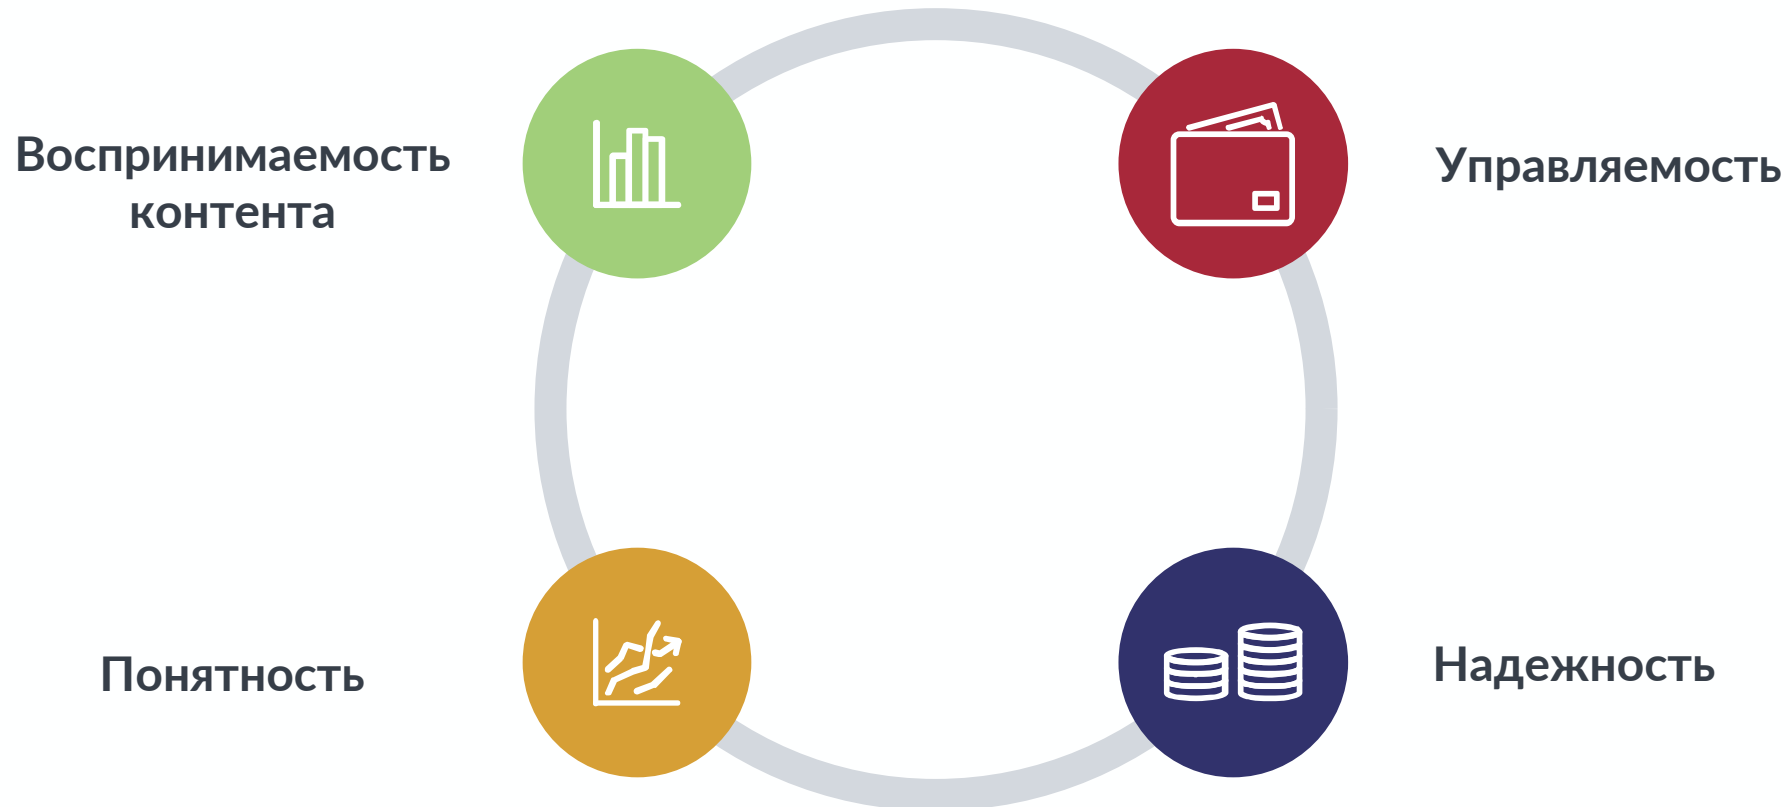 Воспринимаемость
контента
Управляемость
Понятность
Надежность